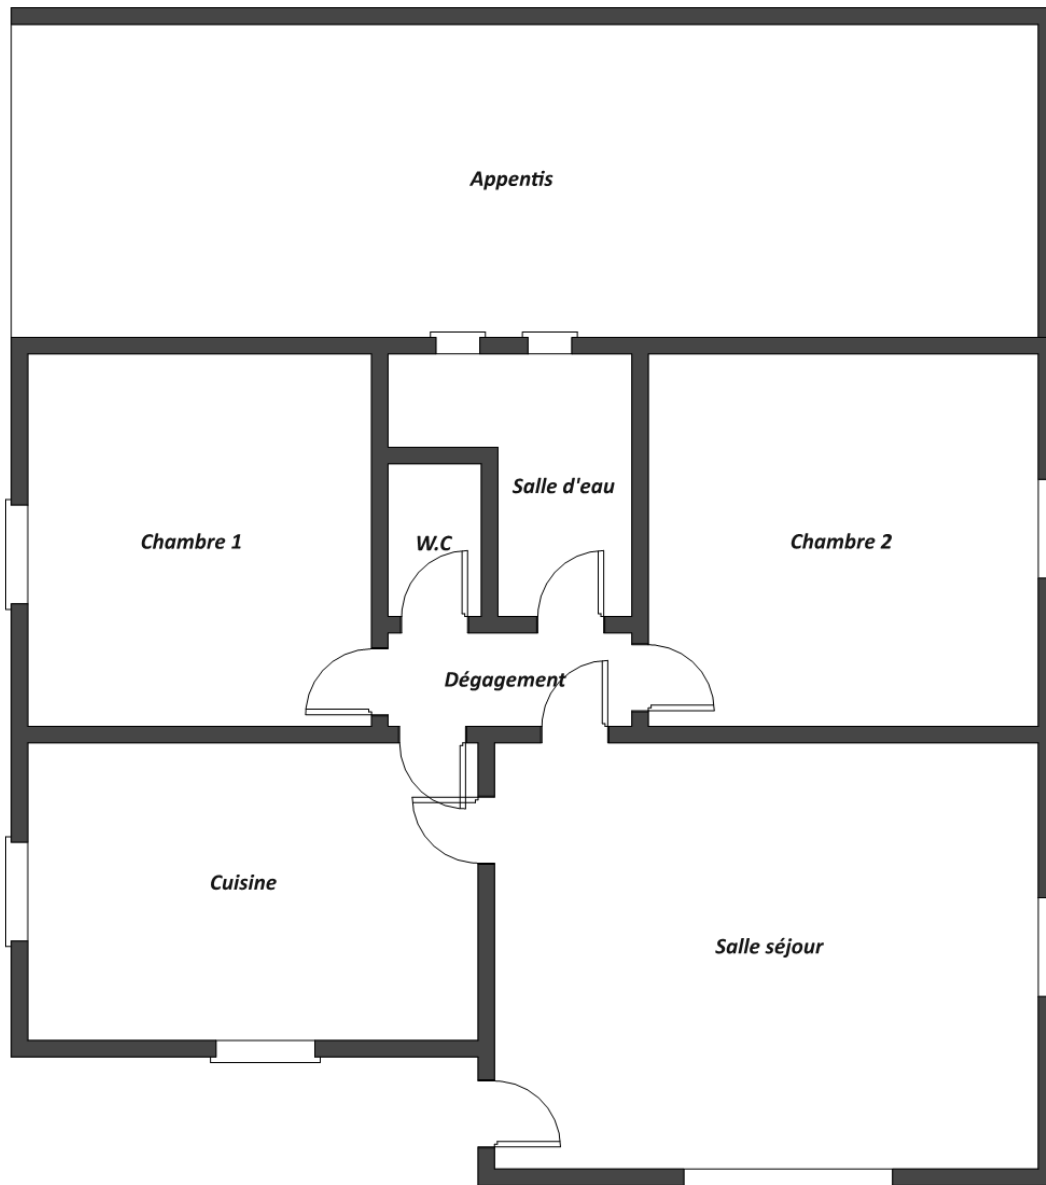 Appentis
Salle d'eau
Chambre 1
W.C
Chambre 2
Dégagement
Cuisine
Salle séjour